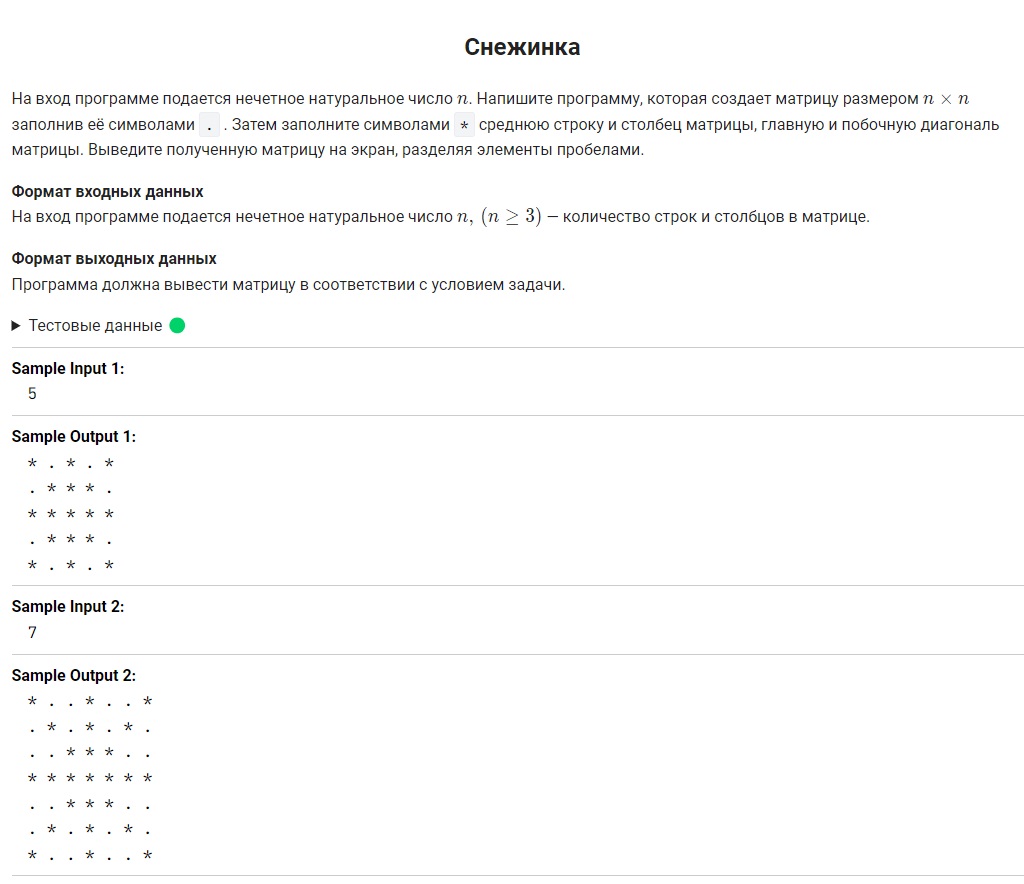 Снежинка
На вход программе подается нечетное натуральное число n. Напишите программу, которая создает матрицу размером n × n
заполнив её символами . . Затем заполните символами * среднюю строку и столбец матрицы, главную и побочную диагональ
матрицы. Выведите полученную матрицу на экран, разделяя элементы пробелами.
Формат входных данных
На вход программе подается нечетное натуральное число n, (n ≥ 3) — количество строк и столбцов в матрице.
Формат выходных данных
Программа должна вывести матрицу в соответствии с условием задачи.
▶ Тестовые данные
Sample Input 1:
5
Sample Output 1:
* . * . *
. * * * .
* * * * *
. * * * .
* . * . *
Sample Input 2:
7
Sample Output 2:
* . . * . . *
. * . * . * .
. . * * * . .
* * * * * * *
. . * * * . .
. * . * . * .
* . . * . . *